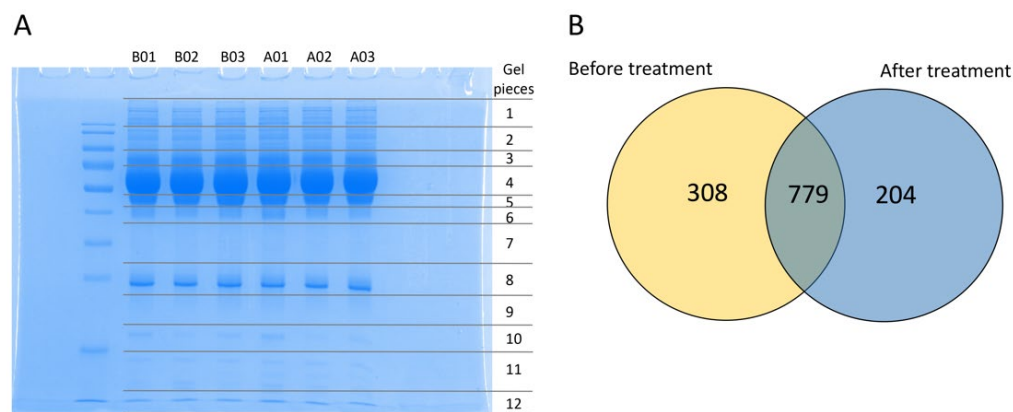 A
B01 B02 B03 A01 A02 A03
Gel
pieces
1
2
3
4
5
6
7
8
9
10
11
12
B
Before treatment
After treatment
308
779
204